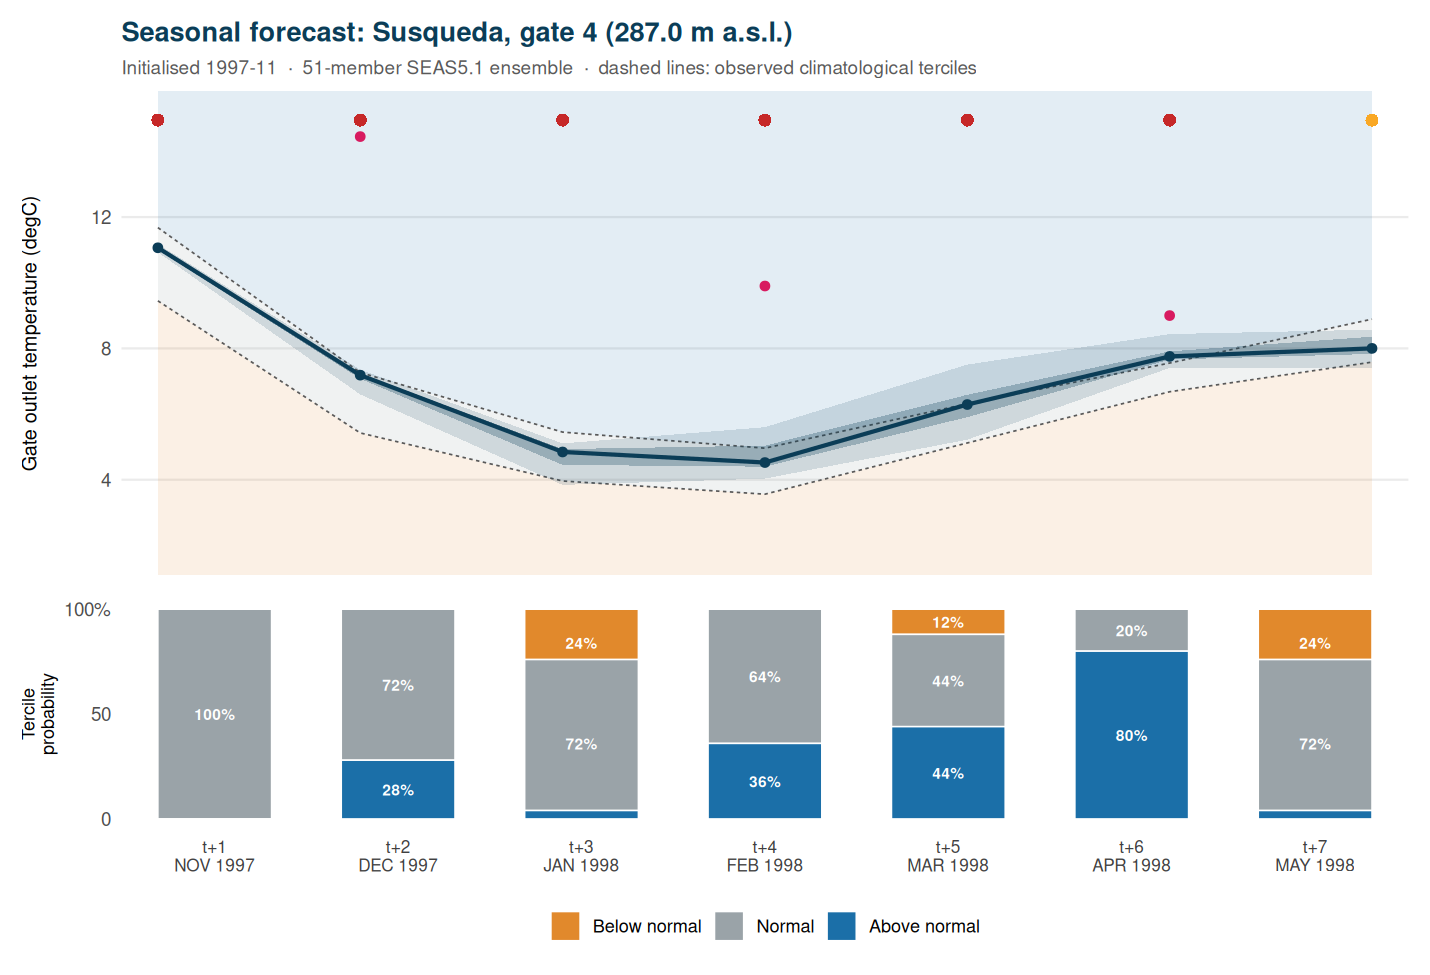 Seasonal forecast: Susqueda, gate 4 (287.0 m a.s.l.)
Initialised 1997-11 · 51-member SEAS5.1 ensemble · dashed lines: observed climatological terciles
Gate outlet temperature (degC)
12
8
4
Tercile
probability
100%
50
0
100%
72%
28%
24%
72%
64%
36%
12%
44%
44%
20%
80%
24%
72%
t+1
NOV 1997
t+2
DEC 1997
t+3
JAN 1998
t+4
FEB 1998
t+5
MAR 1998
t+6
APR 1998
t+7
MAY 1998
Below normal
Normal
Above normal